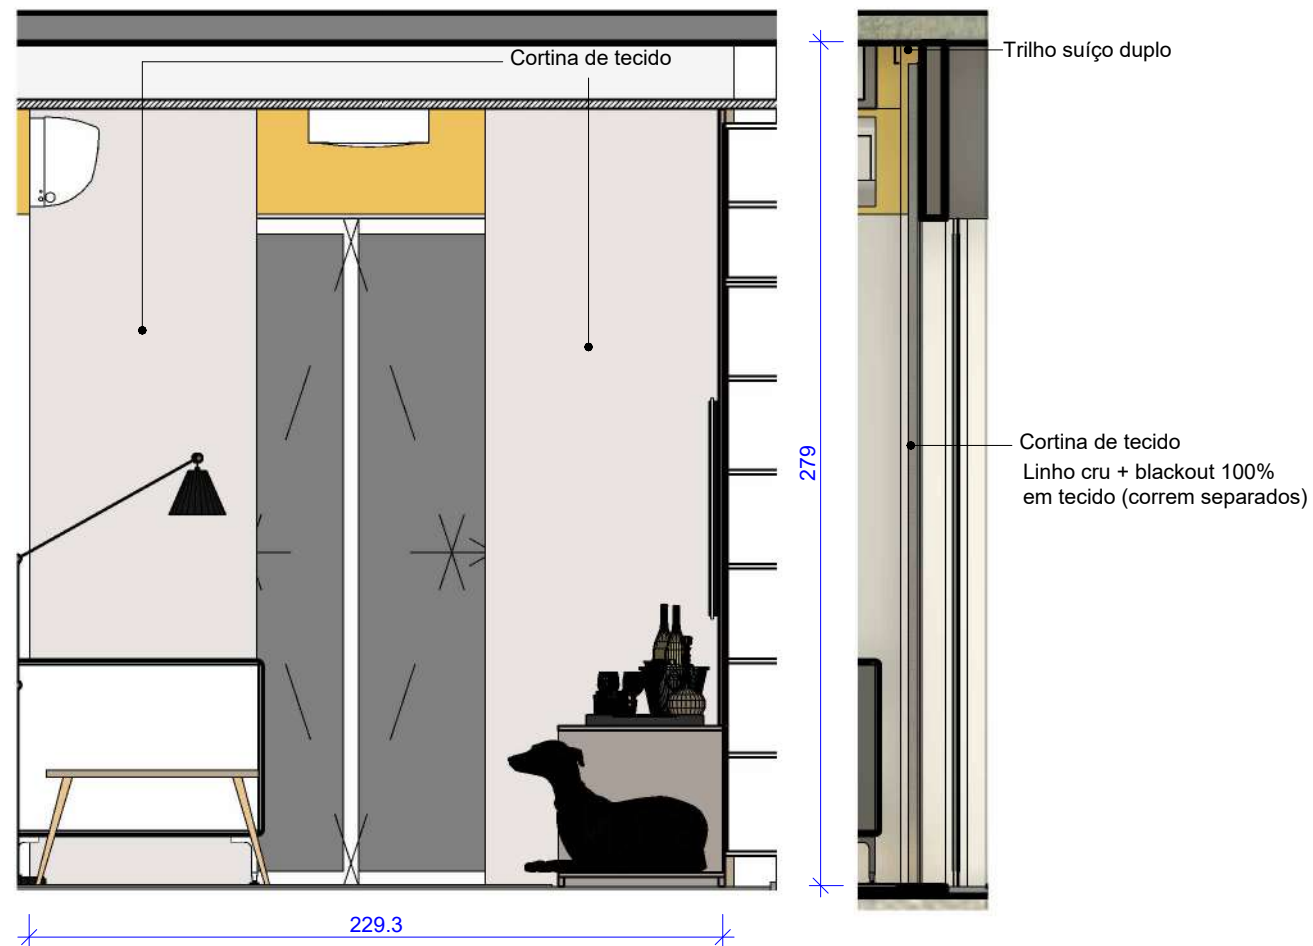 Cortina de tecido
Trilho suíço duplo
279
Cortina de tecido
Linho cru + blackout 100%
em tecido (correm separados)
229.3